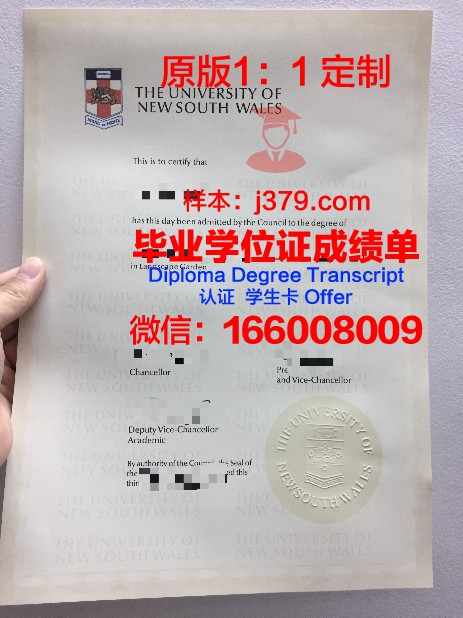 THE UNIVERSITY OF
NEW SOUTH WALES
原版1：1 定制
This is to certify that
样本：j379.com
has this day been admitted by the Council to the degree of
毕业学位证成绩单
in Landscape Garden
Diploma Degree Transcript
认证 学生卡 Offer
微信：166008009
Chancellor
Pre
and Vice-Chancellor
Deputy Vice-Chancellor
Academic
By authority of the Council, the Seal of
the
ed this
thir
THE UNIVERSITY OF
NEW SOUTH WALES